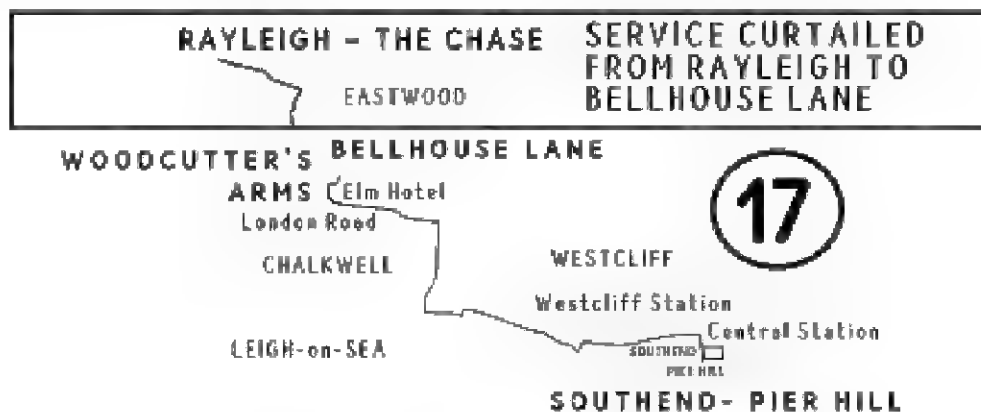 RAYLEIGH - THE CHASE
SERVICE CURTAILED
FROM RAYLEIGH TO
BELLHOUSE LANE
EASTWOOD
WOODCUTTER'S
ARMS
BELLHOUSE LANE
Elm Hotel
London Road
17
CHALKWELL
WESTCLIFF
Westcliff Station
Central Station
LEIGH-on-SEA
SOUTHEND
PIER HILL
SOUTHEND- PIER HILL